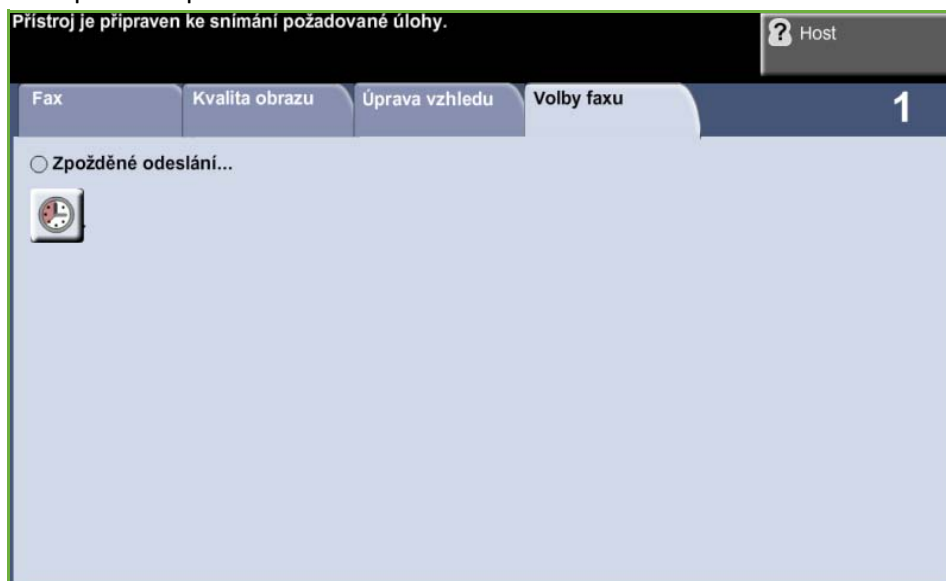 Přístroj je připraven ke snímání požadované úlohy.
? Host
Fax
Kvalita obrazu
Úprava vzhledu
Volby faxu
1
Zpožděné odeslání...